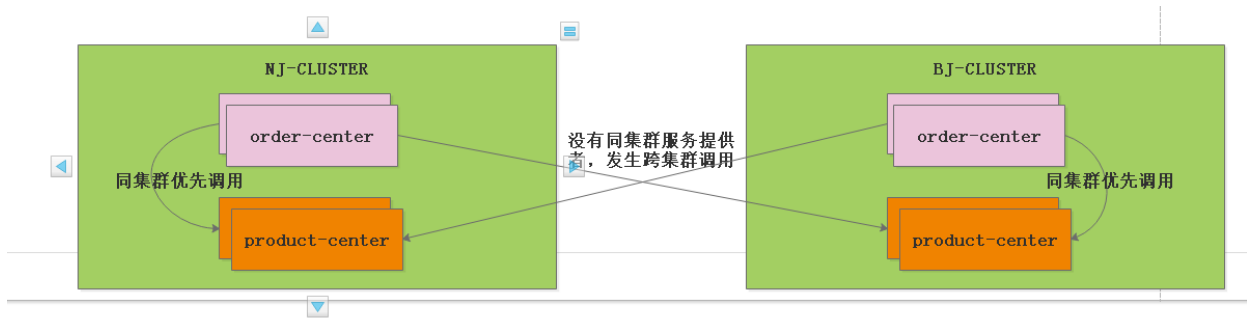 NJ-CLUSTER
order-center
同集群优先调用
product-center
没有同集群服务提供
者，发生跨集群调用
BJ-CLUSTER
order-center
同集群优先调用
product-center